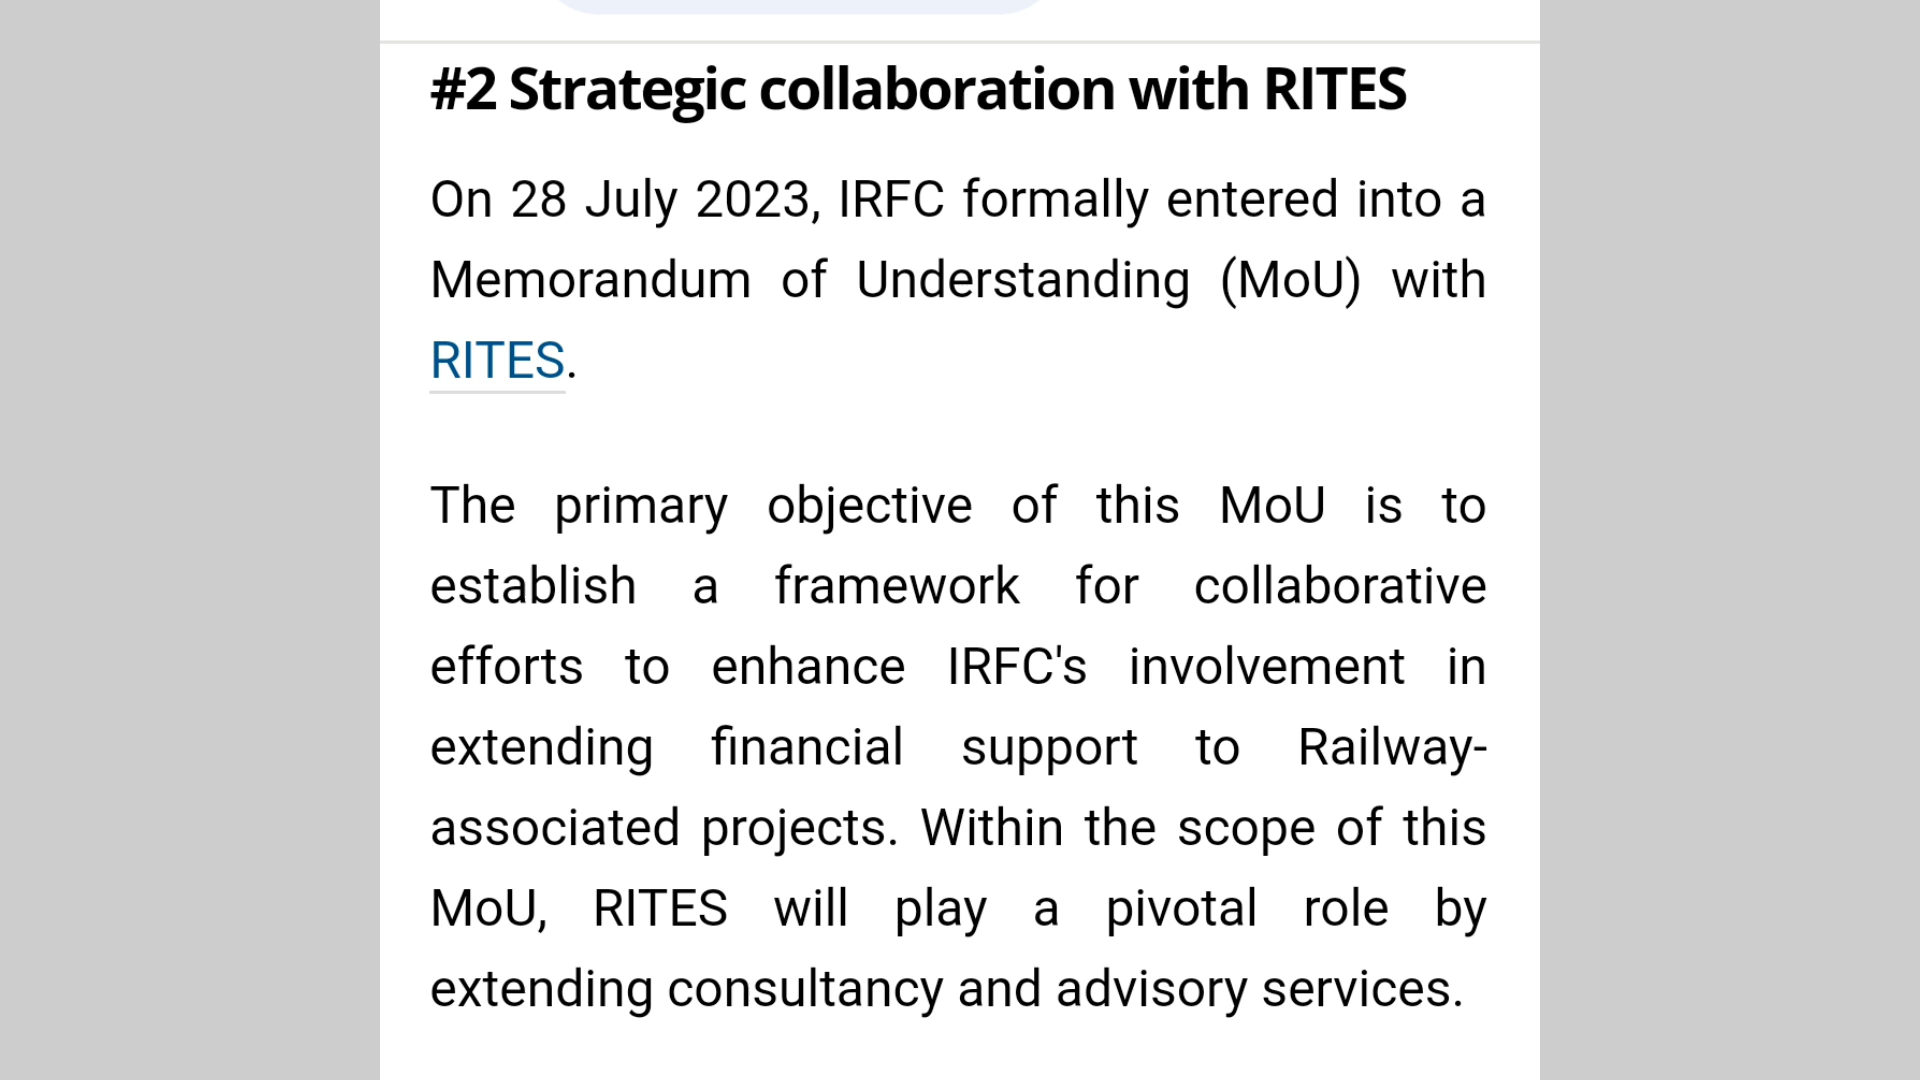 #2 Strategic collaboration with RITES
On 28 July 2023, IRFC formally entered into a
Memorandum of Understanding (MoU) with
RITES.
The primary objective of this MoU is to
establish a framework for collaborative
efforts to enhance IRFC's involvement in
extending financial support to Railway-
associated projects. Within the scope of this
MoU, RITES will play a pivotal role by
extending consultancy and advisory services.